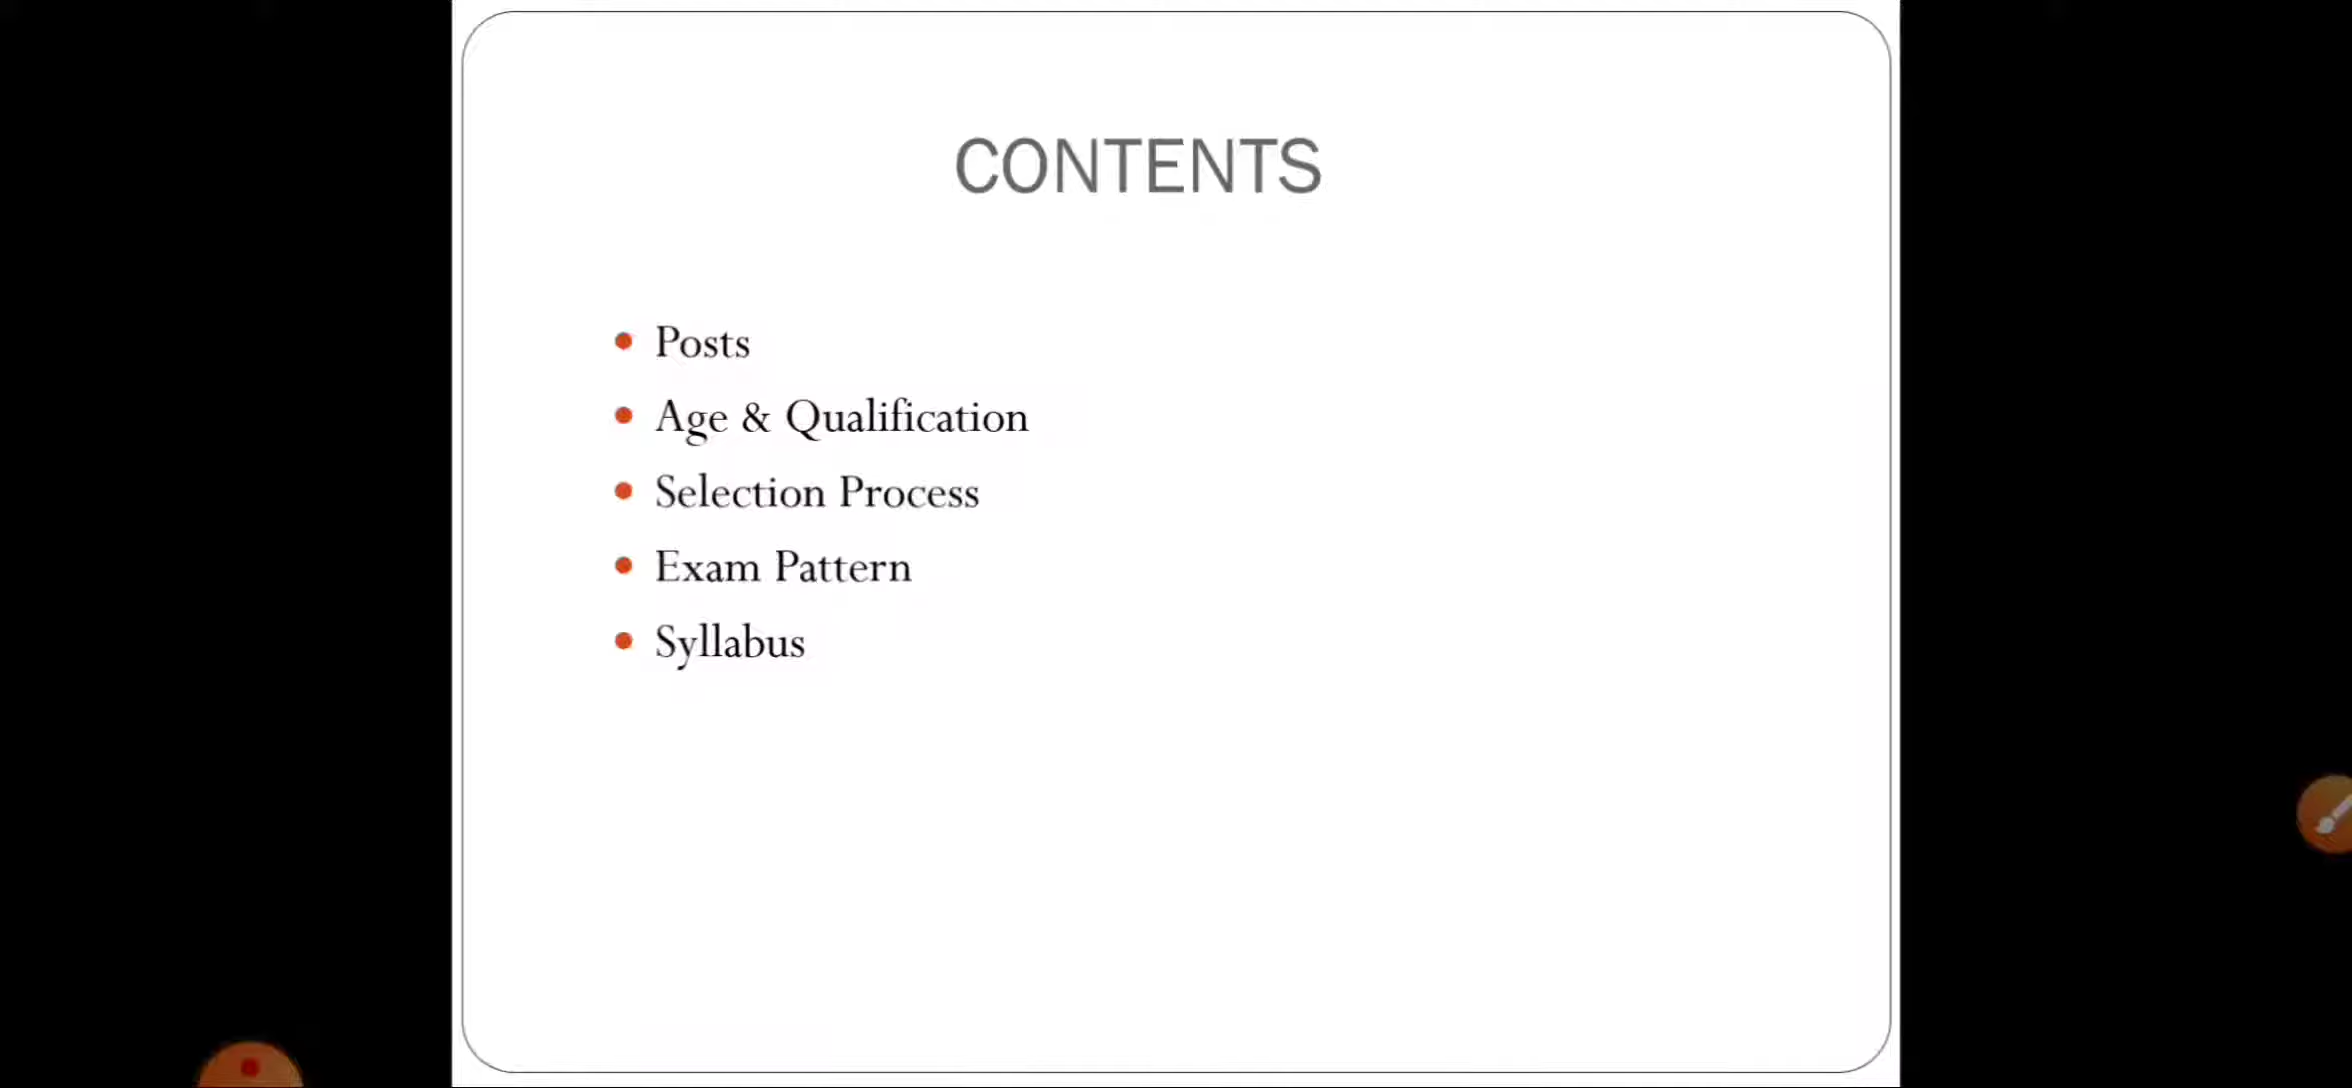 CONTENTS
• Posts
• Age & Qualification
• Selection Process
• Exam Pattern
• Syllabus